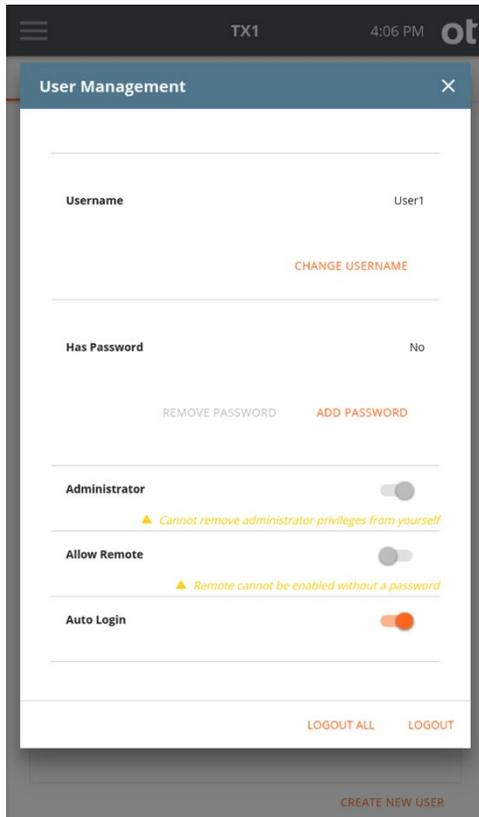 TX1 4:06 PM ot
User Management
Username User1
CHANGE USERNAME
Has Password No
REMOVE PASSWORD ADD PASSWORD
Administrator
Cannot remove administrator privileges from yourself
Allow Remote
Remote cannot be enabled without a password
Auto Login
LOGOUT ALL LOGOUT
CREATE NEW USER